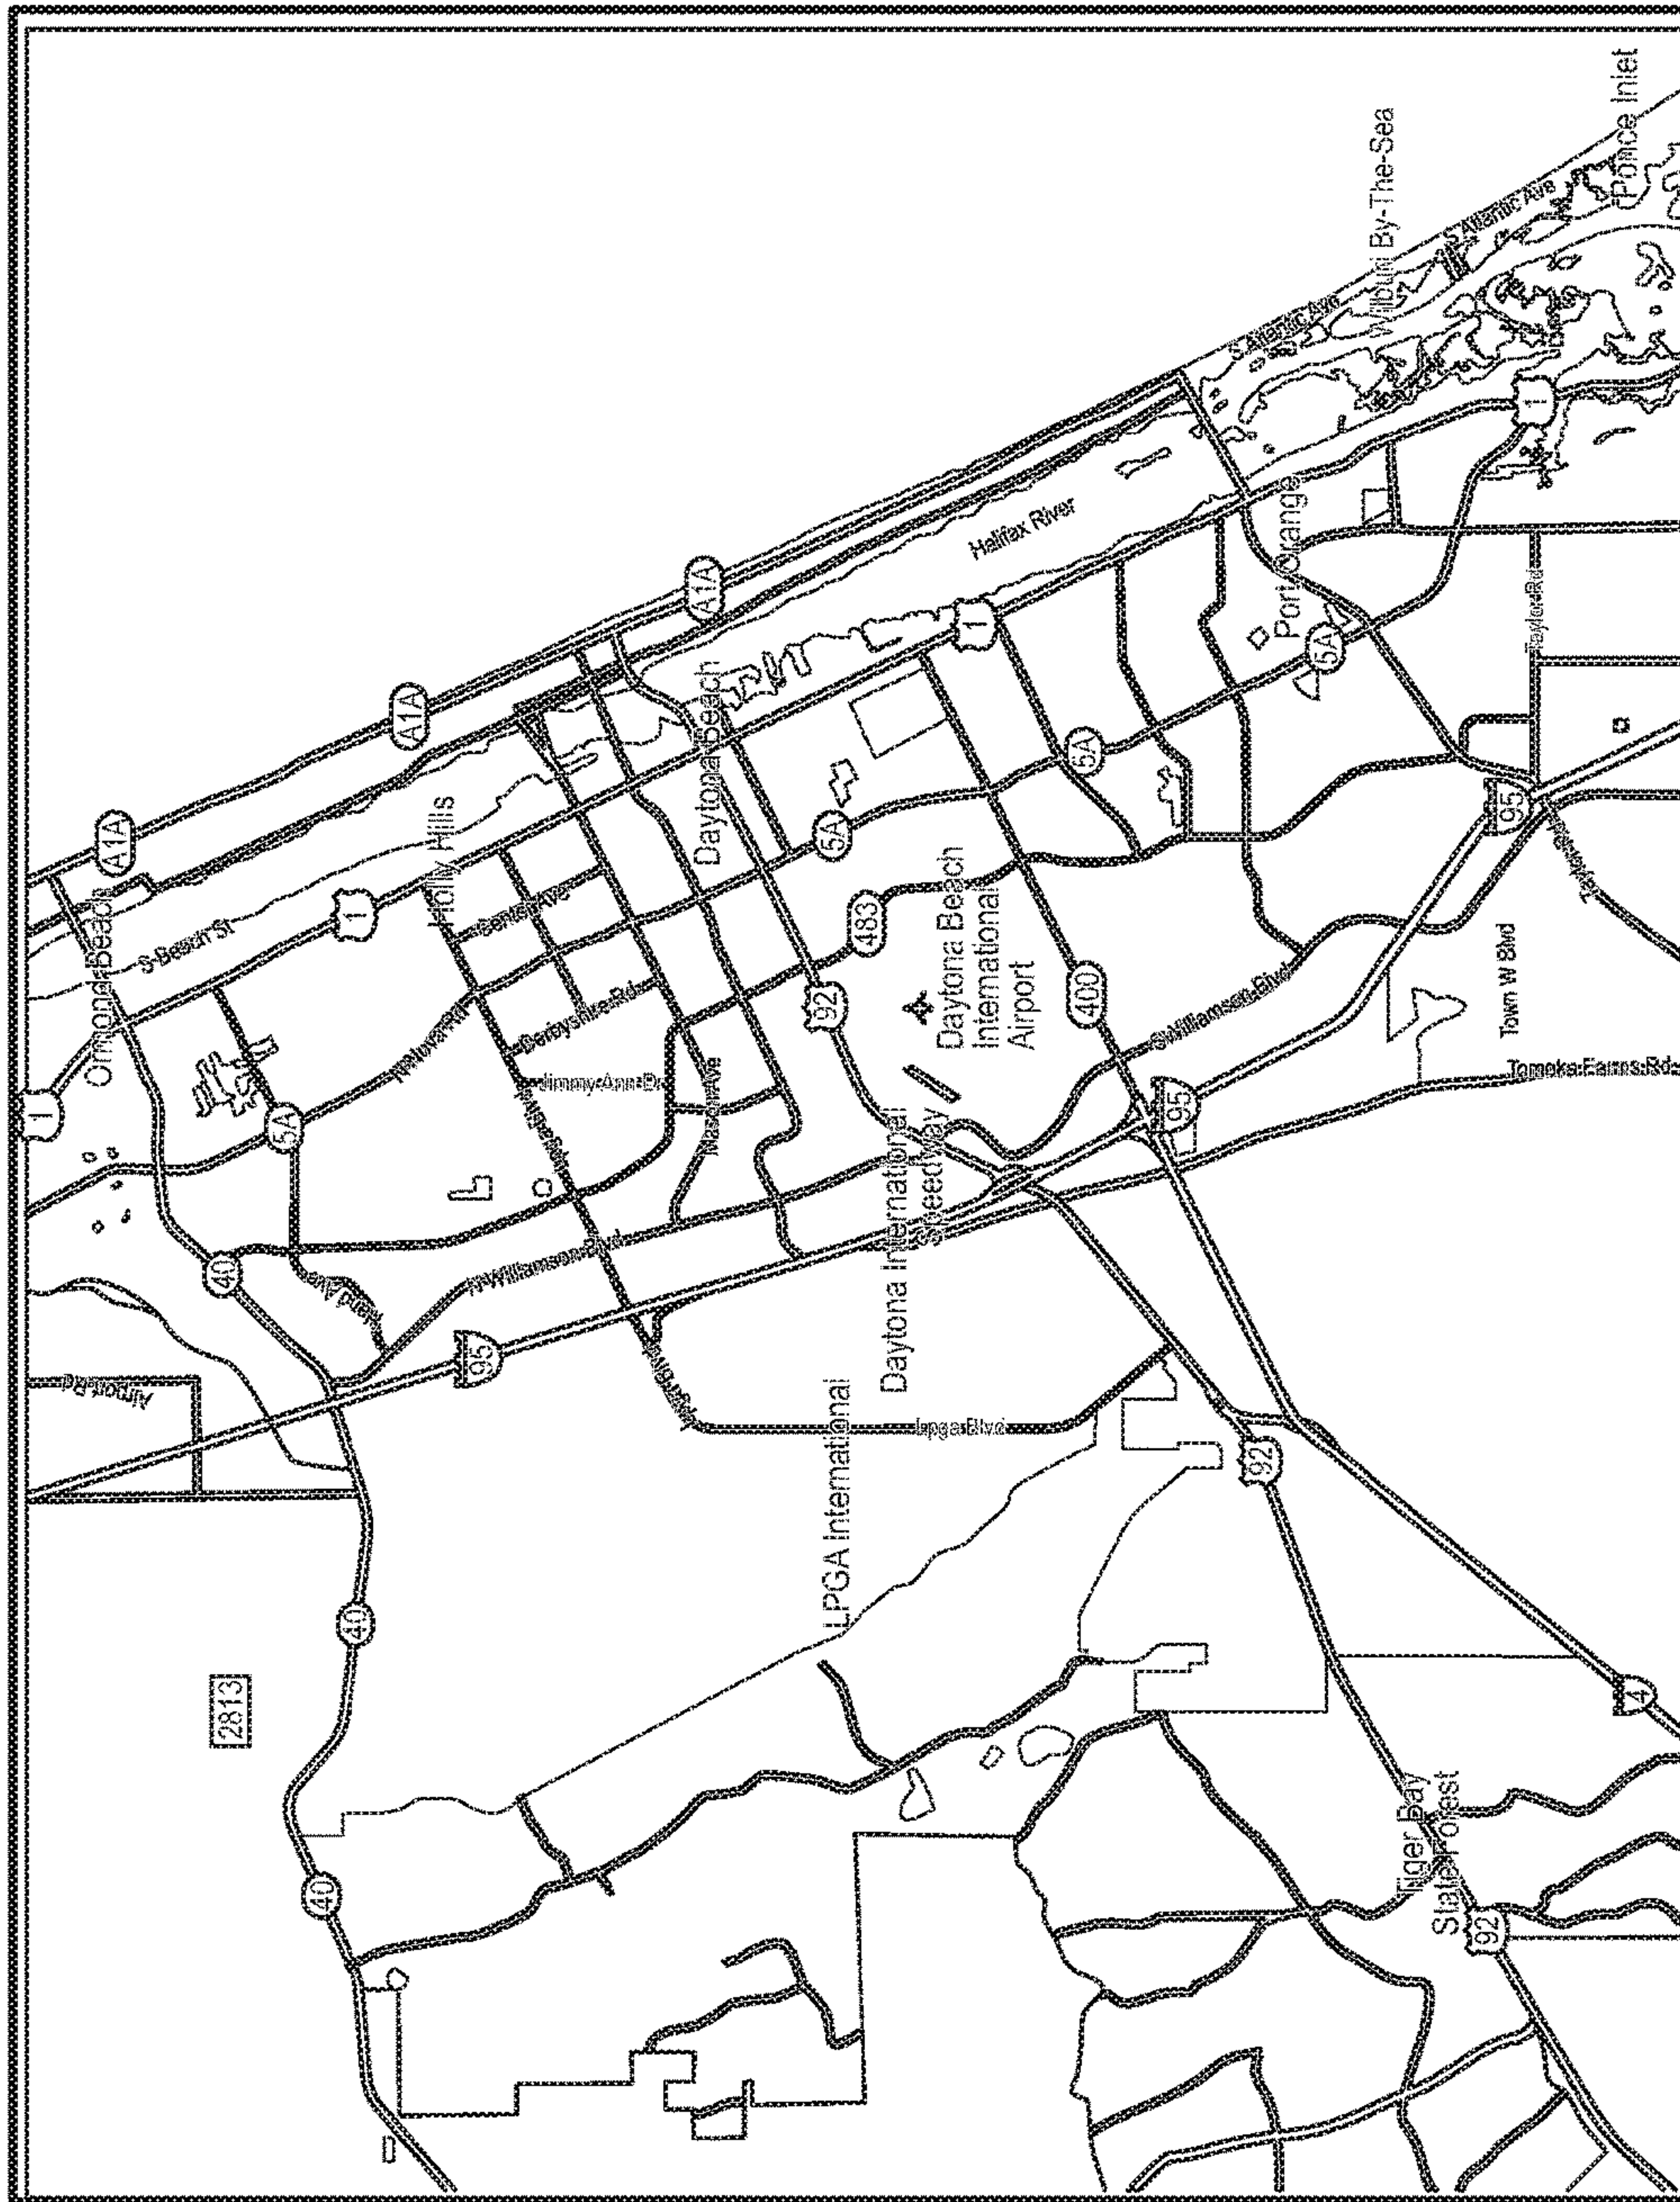 1
Ormond Beach
A1A
S Beach St
1
5A
40
Airport Rd
Hand Ave
A1A
Holly Hills
N Nova Rd
N Williamson Blvd
95
40
2813
40
Center Ave
Derbyshire Rd
Jimmy Ann Dr
Mason Ave
Lpga Blvd
A1A
Daytona Beach
5A
483
92
Daytona Beach
International
Airport
Daytona International
Speedway
Lpga Blvd
LPGA International
Halifax River
1
5A
400
S Williamson Blvd
95
92
S Atlantic Ave
Port Orange
5A
Wilbur By-The-Sea
S Atlantic Ave
Ponce Inlet
1
Taylor Rd
95
Town W Blvd
Tomoka Farms Rd
4
Tiger Bay
State Forest
92